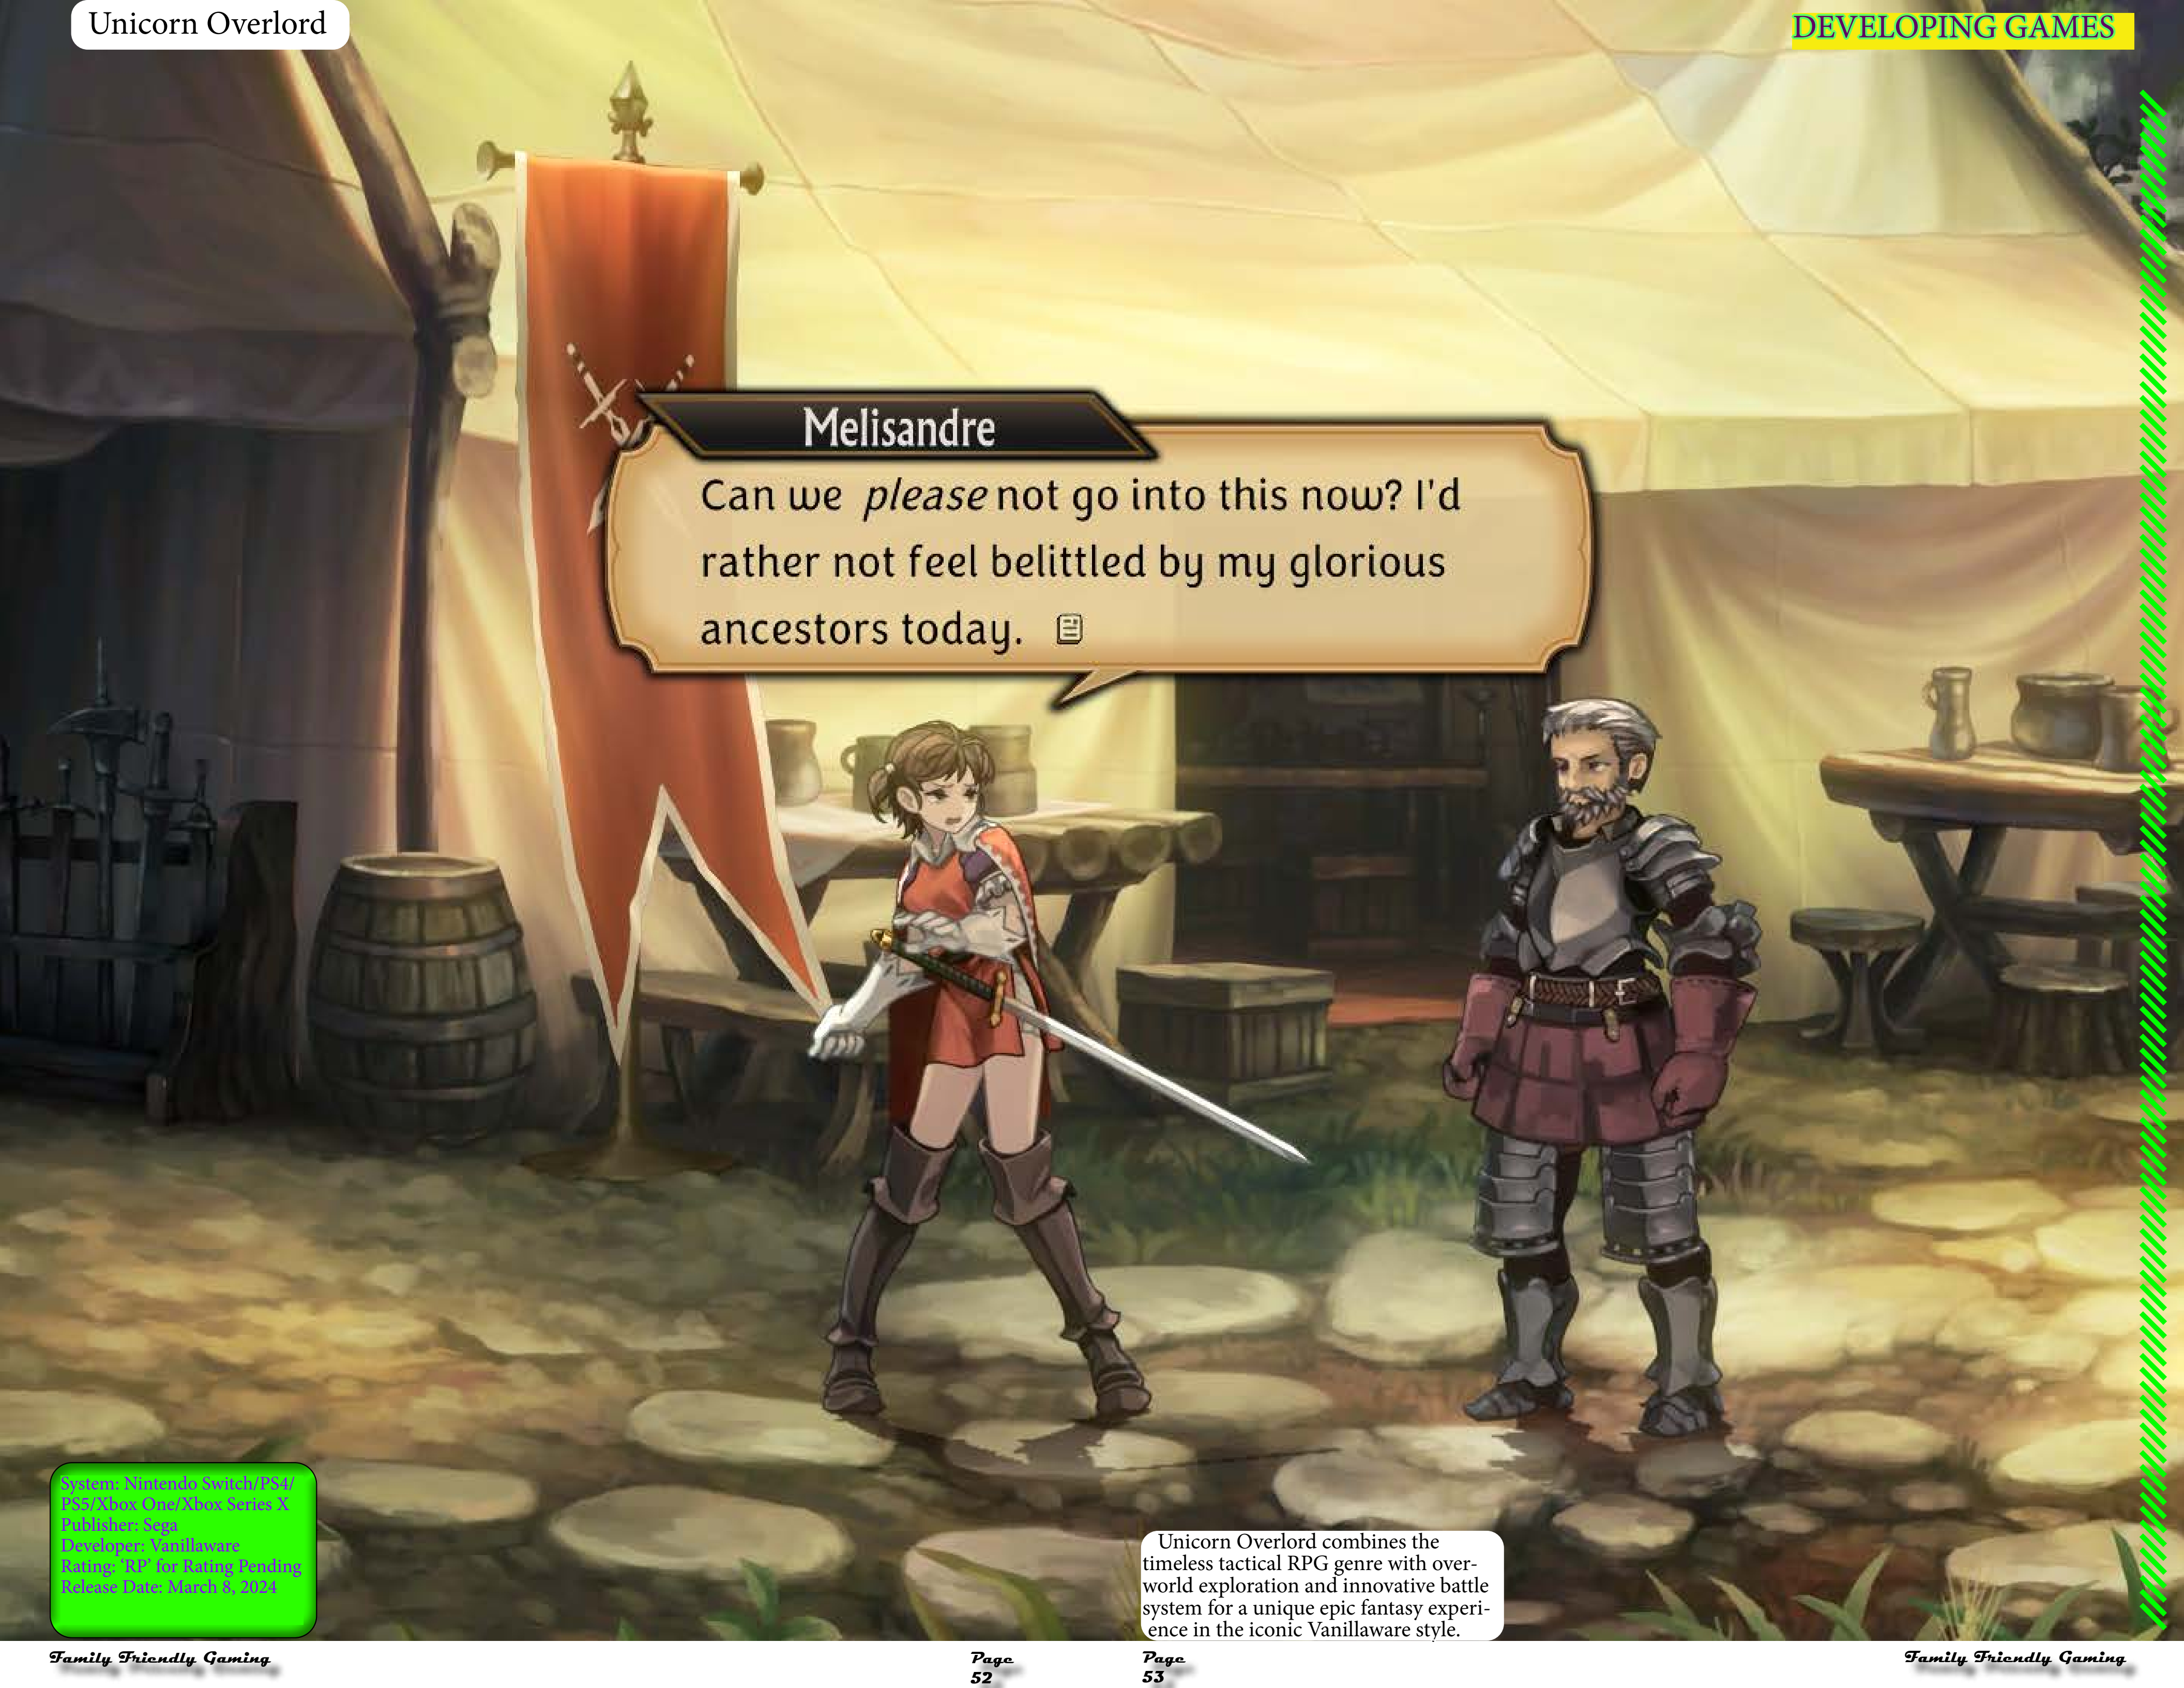 Unicorn Overlord
DEVELOPING GAMES
Melisandre
Can we please not go into this now? I'd
rather not feel belittled by my glorious
ancestors today.
System: Nintendo Switch/PS4/
PS5/Xbox One/Xbox Series X
Publisher: Sega
Developer: Vanillaware
Rating: ‘RP’ for Rating Pending
Release Date: March 8, 2024
Unicorn Overlord combines the
timeless tactical RPG genre with over-
world exploration and innovative battle
system for a unique epic fantasy experi-
ence in the iconic Vanillaware style.
Family Friendly Gaming
Page
52
Page
53
Family Friendly Gaming